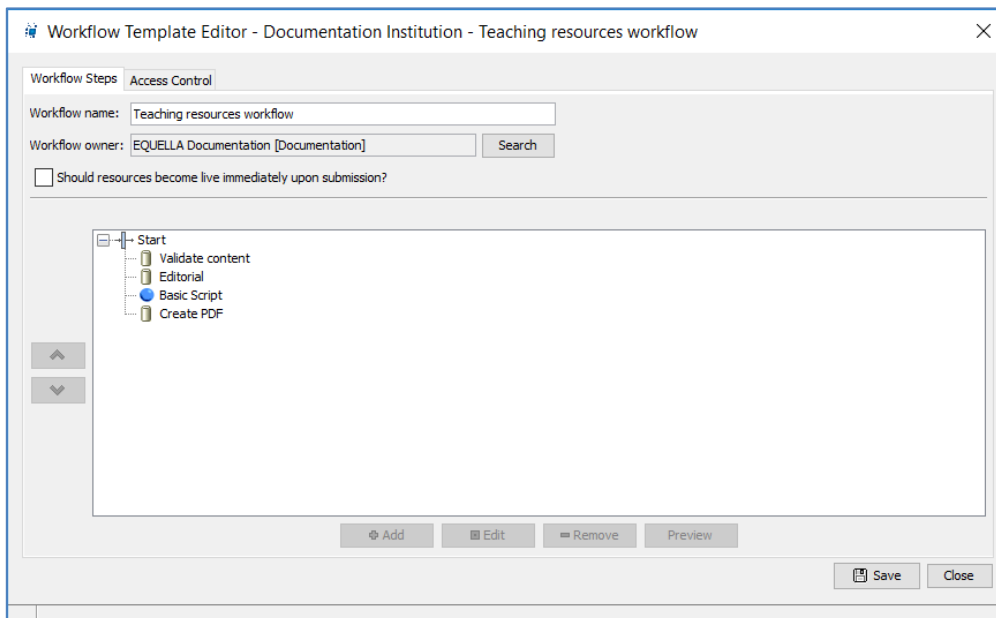 Workflow Template Editor - Documentation Institution - Teaching resources workflow
Workflow Steps Access Control
Workflow name: Teaching resources workflow
Workflow owner: EQUELLA Documentation [Documentation] Search
Should resources become live immediately upon submission?
Start
Validate content
Editorial
Basic Script
Create PDF
Add Edit Remove Preview
Save Close